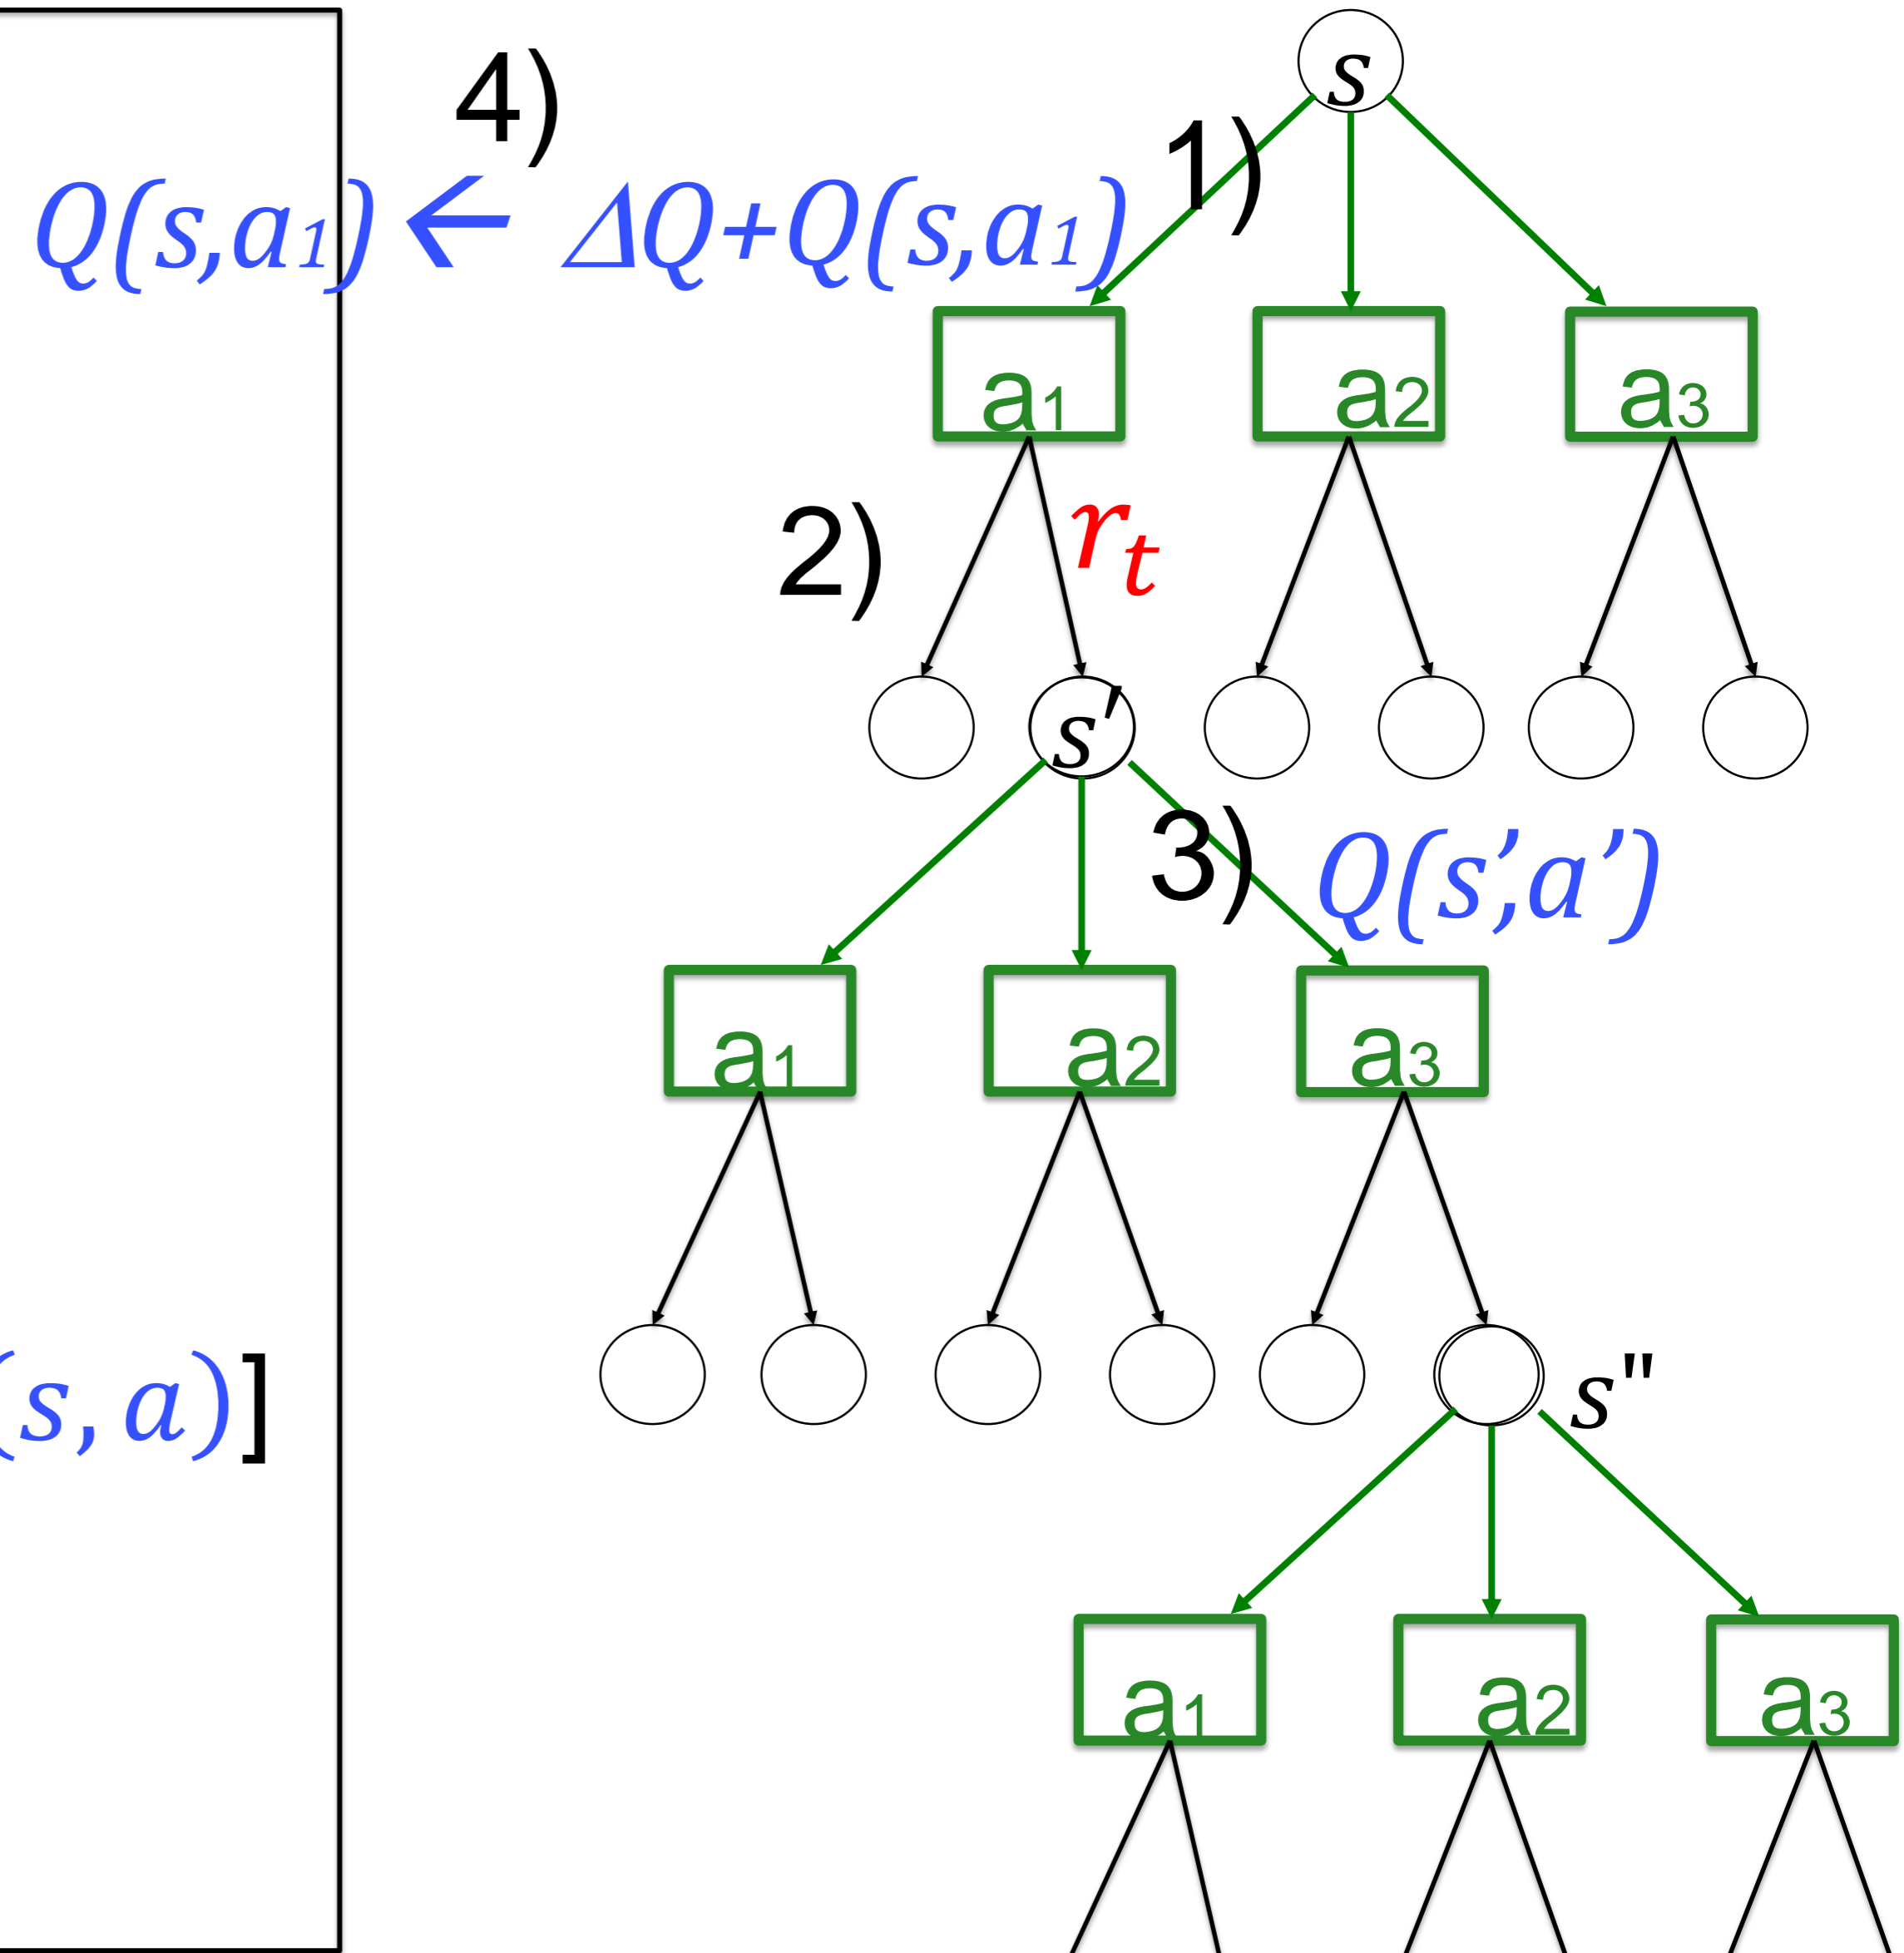 s
4)
1)
Q(s,a₁) ← ΔQ+Q(s,a₁)
a₁ a₂ a₃
2)
rₜ
s'
3)
Q(s’,a’)
a₁ a₂ a₃
(s, a)]
s"
a₁ a₂ a₃